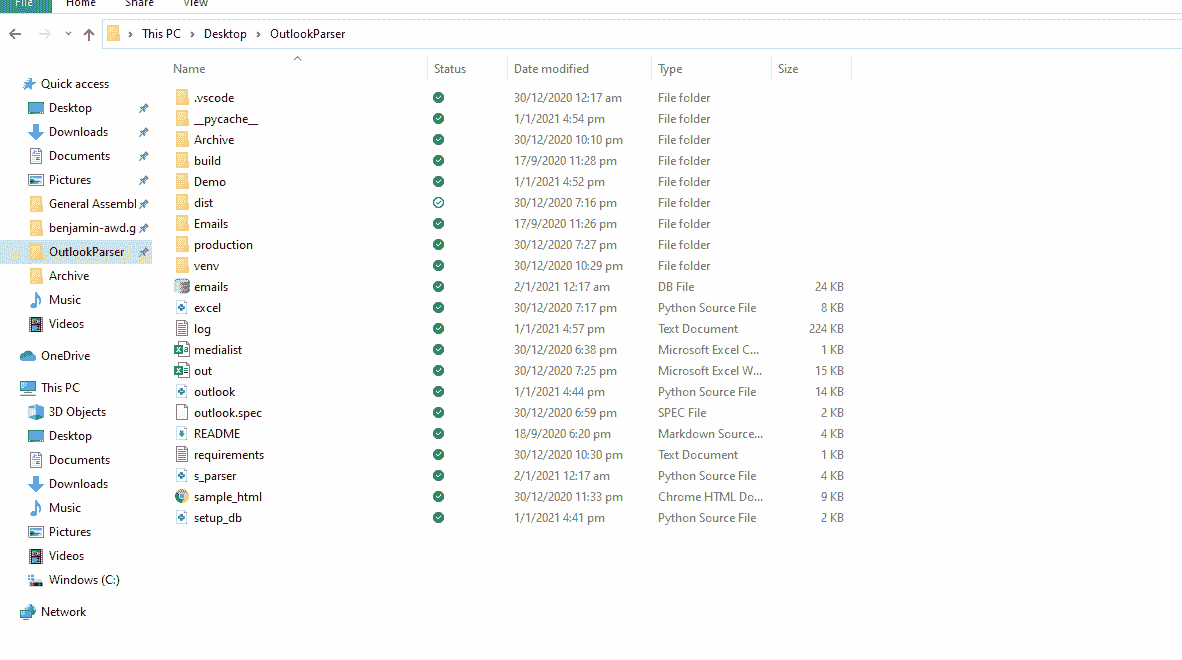 File Home Share View
This PC Desktop OutlookParser
Name Status Date modified Type Size
Quick access
Desktop
Downloads
Documents
Pictures
General Assembl
benjamin-awd.g
OutlookParser
Archive
Music
Videos
OneDrive
This PC
3D Objects
Desktop
Documents
Downloads
Music
Pictures
Videos
Windows (C:)
Network
.vscode 30/12/2020 12:17 am File folder
__pycache__ 1/1/2021 4:54 pm File folder
Archive 30/12/2020 10:10 pm File folder
build 17/9/2020 11:28 pm File folder
Demo 1/1/2021 4:52 pm File folder
dist 30/12/2020 7:16 pm File folder
Emails 17/9/2020 11:26 pm File folder
production 30/12/2020 7:27 pm File folder
venv 30/12/2020 10:29 pm File folder
emails 2/1/2021 12:17 am DB File 24 KB
excel 30/12/2020 7:17 pm Python Source File 8 KB
log 1/1/2021 4:57 pm Text Document 224 KB
medialist 30/12/2020 6:38 pm Microsoft Excel C... 1 KB
out 30/12/2020 7:25 pm Microsoft Excel W... 15 KB
outlook 1/1/2021 4:44 pm Python Source File 14 KB
outlook.spec 30/12/2020 6:59 pm SPEC File 2 KB
README 18/9/2020 6:20 pm Markdown Source... 4 KB
requirements 30/12/2020 10:30 pm Text Document 1 KB
s_parser 2/1/2021 12:17 am Python Source File 4 KB
sample_html 30/12/2020 11:33 pm Chrome HTML Do... 9 KB
setup_db 1/1/2021 4:41 pm Python Source File 2 KB